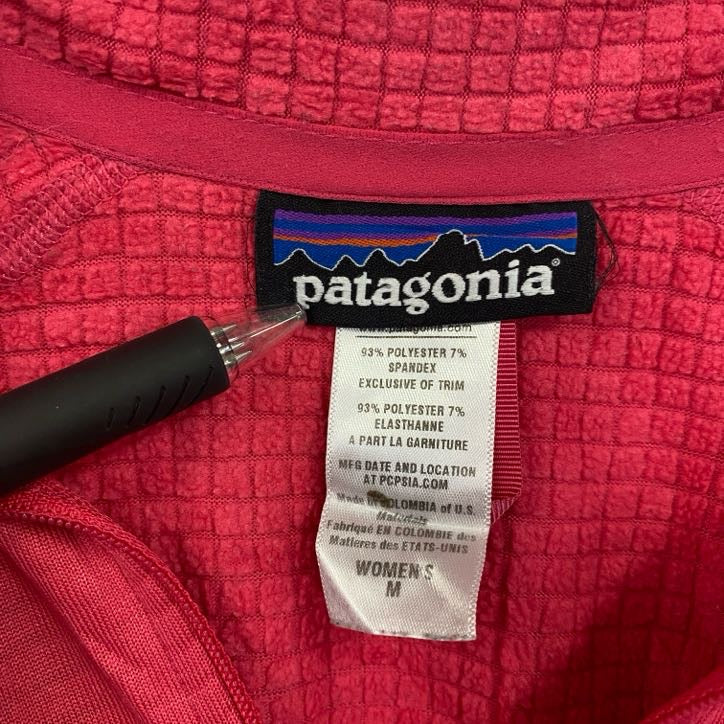 patagonia®
www.patagonia.com
93% POLYESTER 7%
SPANDEX
EXCLUSIVE OF TRIM
93% POLYESTER 7%
ELASTHANNE
A PART LA GARNITURE
MFG DATE AND LOCATION
AT PCPSIA.COM
Made in COLOMBIA of U.S.
Materials
Fabriqué EN COLOMBIE des
Matieres des ETATS-UNIS
WOMEN'S
M